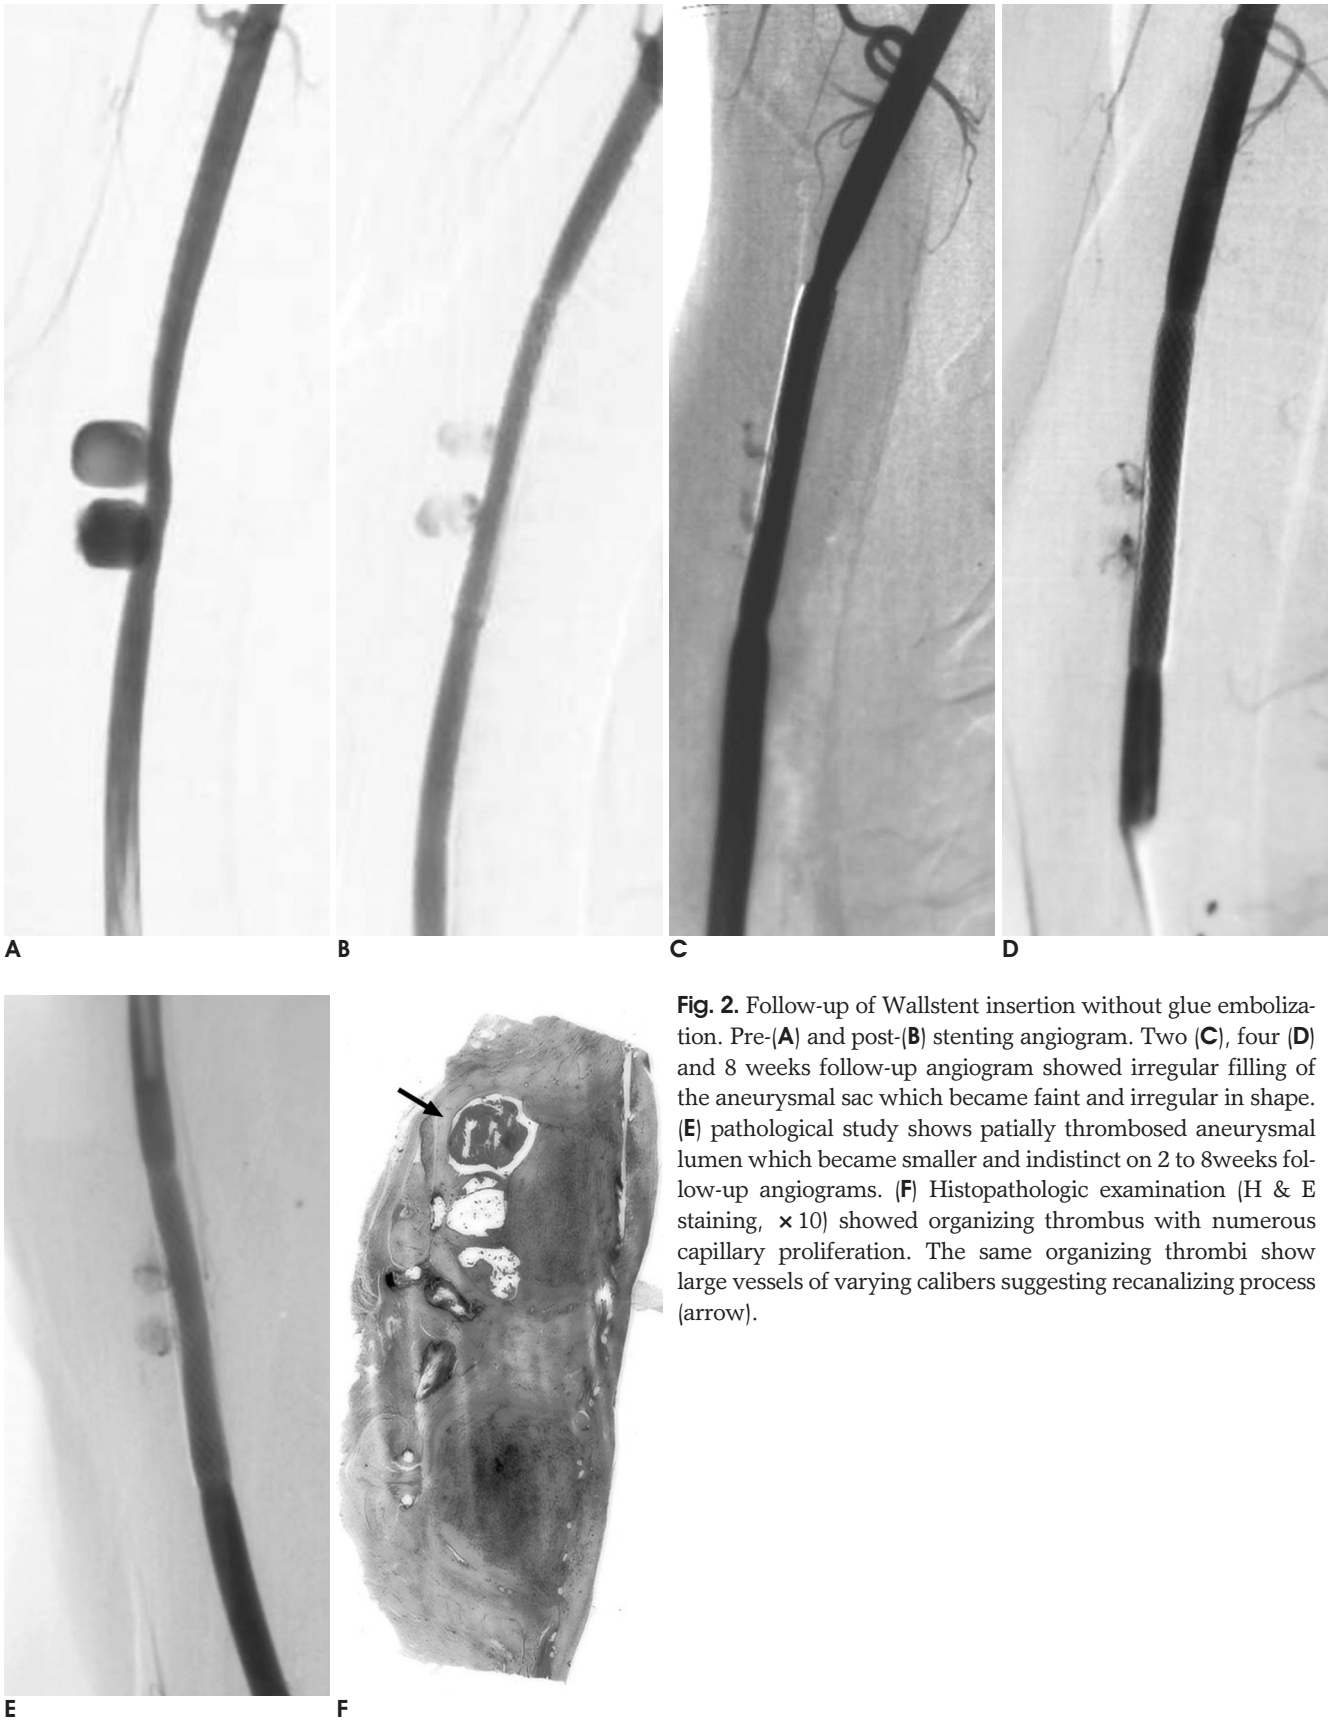 A
B
C
D
Fig. 2. Follow-up of Wallstent insertion without glue emboliza-
tion. Pre-(A) and post-(B) stenting angiogram. Two (C), four (D)
and 8 weeks follow-up angiogram showed irregular filling of
the aneurysmal sac which became faint and irregular in shape.
(E) pathological study shows patially thrombosed aneurysmal
lumen which became smaller and indistinct on 2 to 8weeks fol-
low-up angiograms. (F) Histopathologic examination (H & E
staining, × 10) showed organizing thrombus with numerous
capillary proliferation. The same organizing thrombi show
large vessels of varying calibers suggesting recanalizing process
(arrow).
E
F